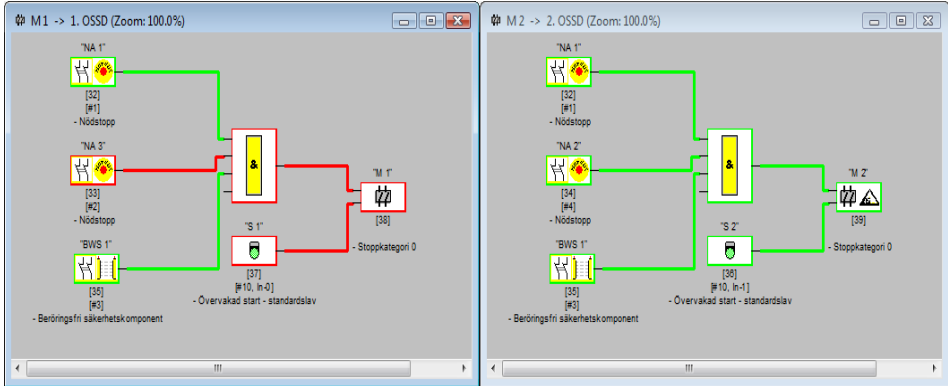 M 1 -> 1. OSSD (Zoom: 100.0%)
"NA 1"
[32]
[#1]
- Nödstopp
"NA 3"
[33]
[#2]
- Nödstopp
"BWS 1"
[35]
[#3]
- Beröringsfri säkerhetskomponent
&
"S 1"
[37]
[#10, In-0]
- Övervakad start - standardslav
"M 1"
[38]
- Stoppkategori 0
M 2 -> 2. OSSD (Zoom: 100.0%)
"NA 1"
[32]
[#1]
- Nödstopp
"NA 2"
[34]
[#4]
- Nödstopp
"BWS 1"
[35]
[#3]
- Beröringsfri säkerhetskomponent
&
"S 2"
[36]
[#10, In-1]
- Övervakad start - standardslav
"M 2"
[39]
- Stoppkategori 0